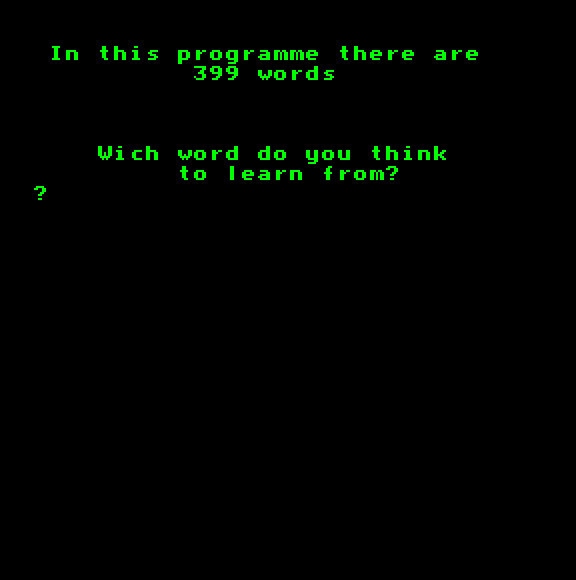 In this programme there are
399 words
Wich word do you think
to learn from?
?